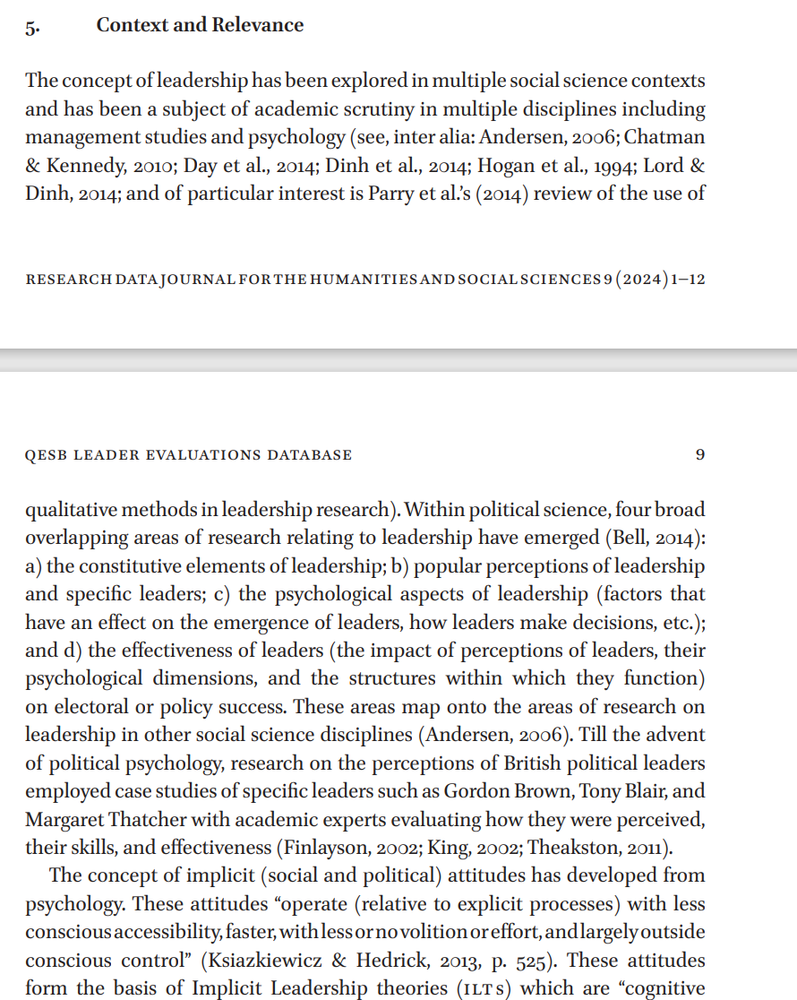 5. Context and Relevance
The concept of leadership has been explored in multiple social science contexts
and has been a subject of academic scrutiny in multiple disciplines including
management studies and psychology (see, inter alia: Andersen, 2006; Chatman
& Kennedy, 2010; Day et al., 2014; Dinh et al., 2014; Hogan et al., 1994; Lord &
Dinh, 2014; and of particular interest is Parry et al.’s (2014) review of the use of
RESEARCH DATA JOURNAL FOR THE HUMANITIES AND SOCIAL SCIENCES 9 (2024) 1–12
QESB LEADER EVALUATIONS DATABASE 9
qualitative methods in leadership research). Within political science, four broad
overlapping areas of research relating to leadership have emerged (Bell, 2014):
a) the constitutive elements of leadership; b) popular perceptions of leadership
and specific leaders; c) the psychological aspects of leadership (factors that
have an effect on the emergence of leaders, how leaders make decisions, etc.);
and d) the effectiveness of leaders (the impact of perceptions of leaders, their
psychological dimensions, and the structures within which they function)
on electoral or policy success. These areas map onto the areas of research on
leadership in other social science disciplines (Andersen, 2006). Till the advent
of political psychology, research on the perceptions of British political leaders
employed case studies of specific leaders such as Gordon Brown, Tony Blair, and
Margaret Thatcher with academic experts evaluating how they were perceived,
their skills, and effectiveness (Finlayson, 2002; King, 2002; Theakston, 2011).
The concept of implicit (social and political) attitudes has developed from
psychology. These attitudes “operate (relative to explicit processes) with less
conscious accessibility, faster, with less or no volition or effort, and largely outside
conscious control” (Ksiazkiewicz & Hedrick, 2013, p. 525). These attitudes
form the basis of Implicit Leadership theories (ILTs) which are “cognitive